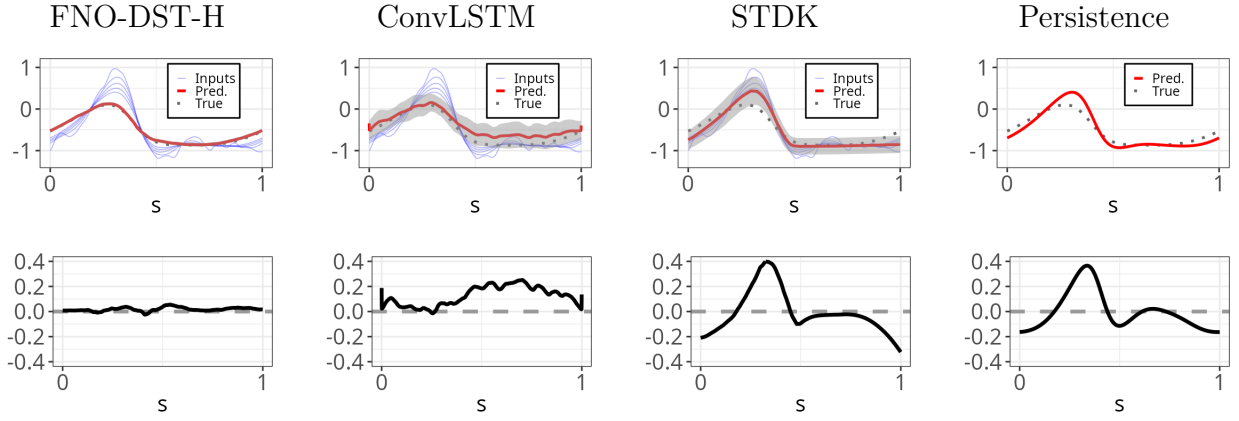 FNO-DST-H ConvLSTM STDK Persistence
1 Inputs 1 Inputs 1 Inputs 1 Pred.
Pred. Pred. Pred. True
0 True 0 True 0 True 0
-1 -1 -1 -1
0 1 0 1 0 1 0 1
s s s s
0.4 0.4 0.4 0.4
0.2 0.2 0.2 0.2
0.0 0.0 0.0 0.0
-0.2 -0.2 -0.2 -0.2
-0.4 -0.4 -0.4 -0.4
0 1 0 1 0 1 0 1
s s s s